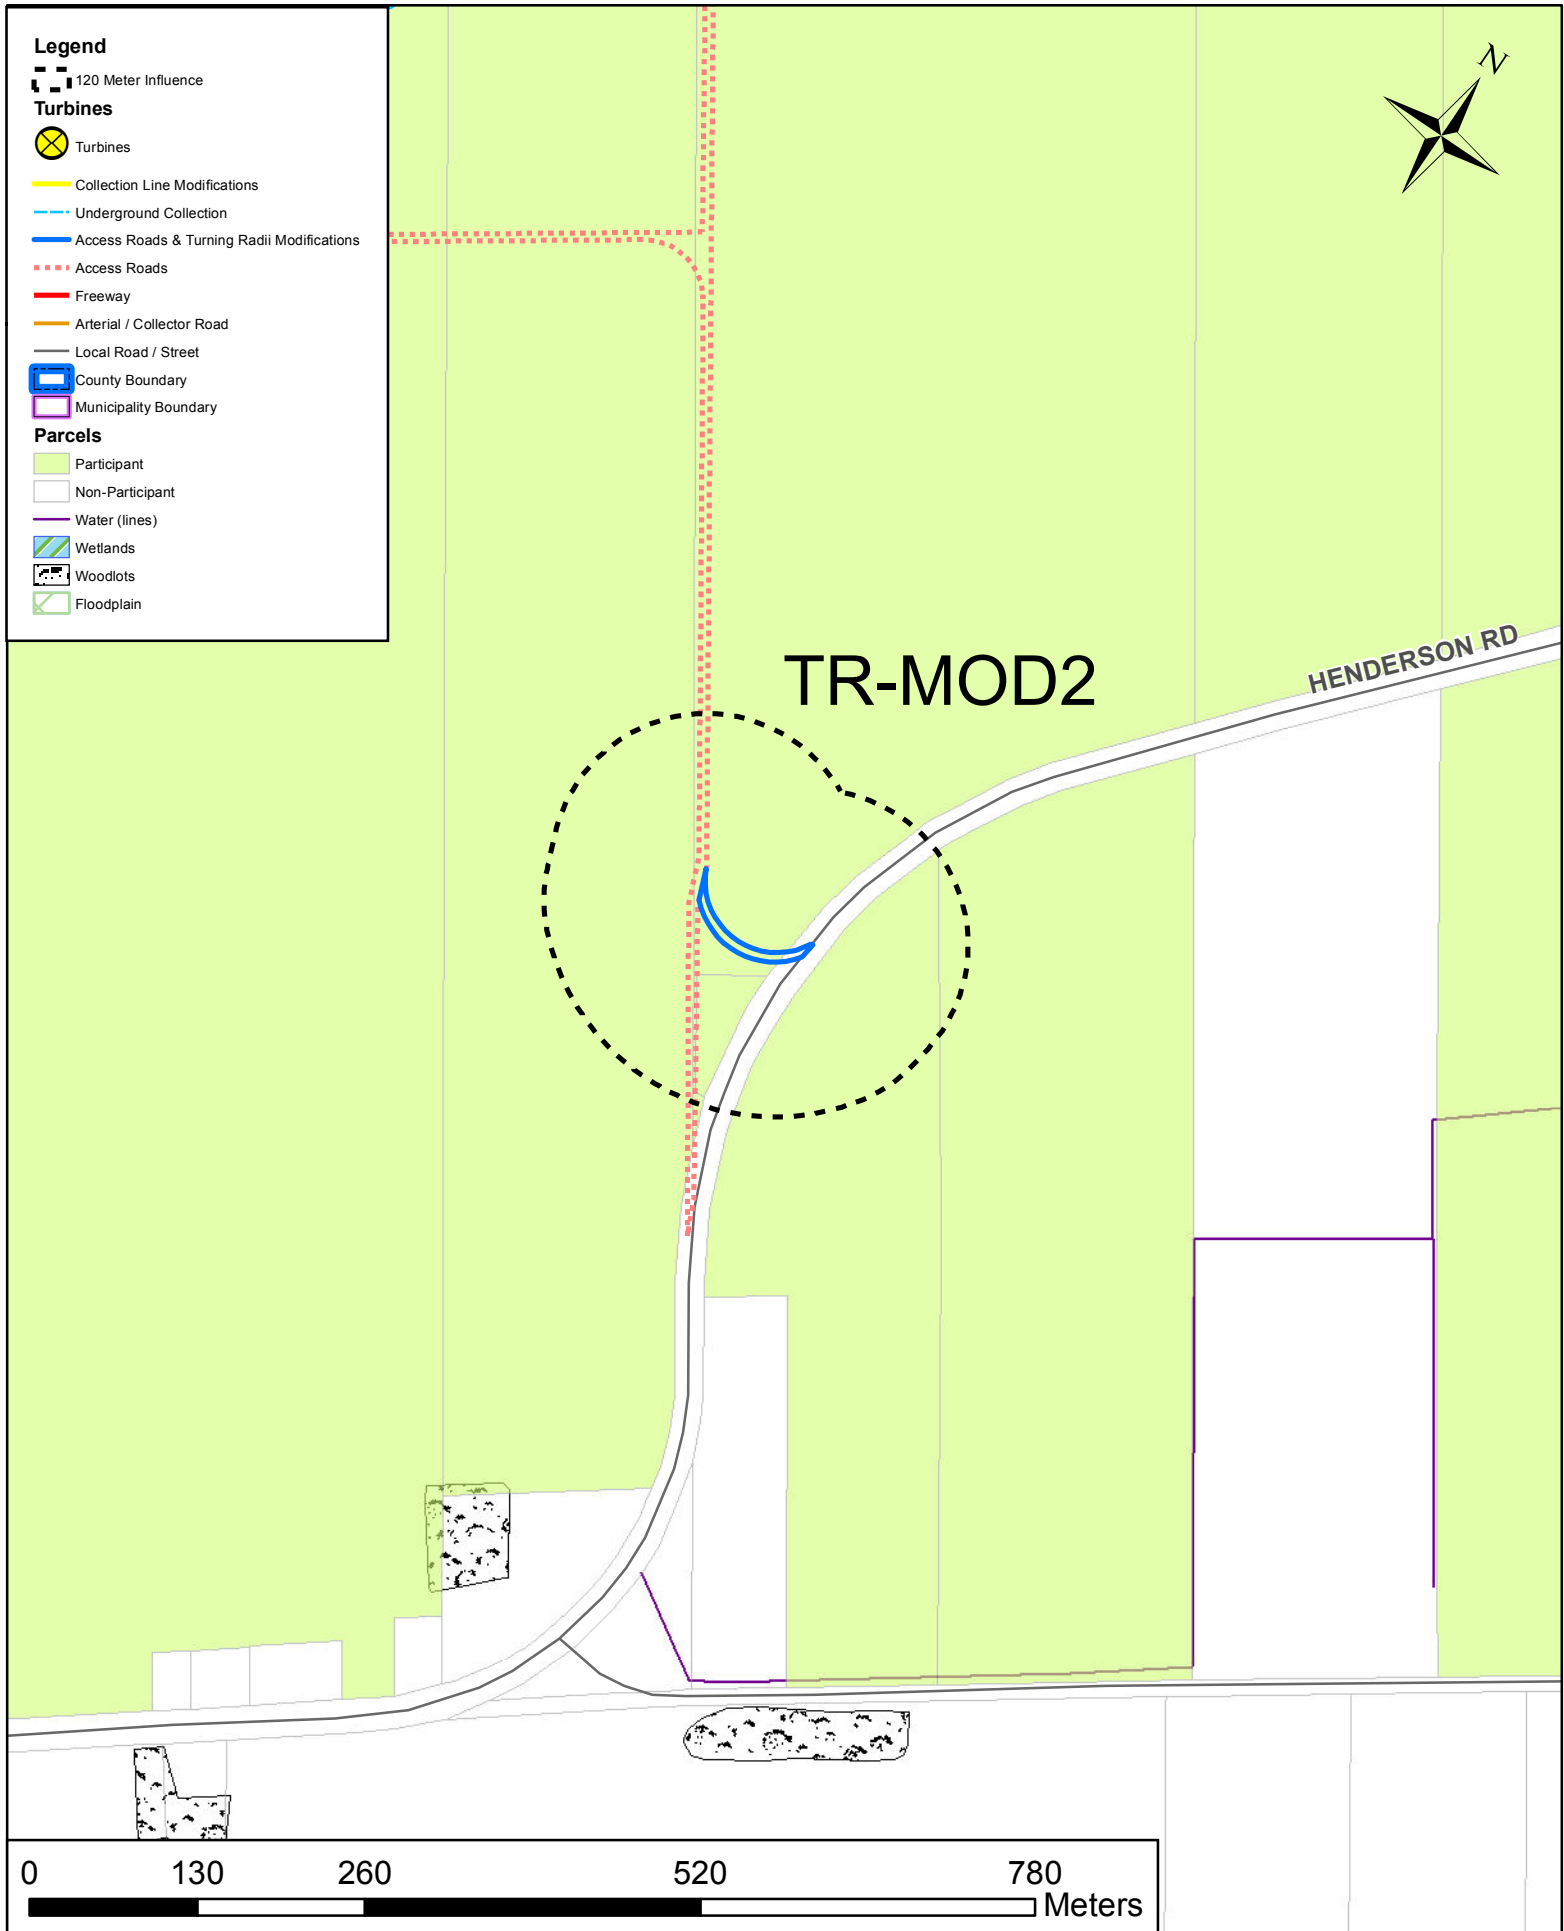 Legend
120 Meter Influence
Turbines
Turbines
Collection Line Modifications
Underground Collection
Access Roads & Turning Radii Modifications
Access Roads
Freeway
Arterial / Collector Road
Local Road / Street
County Boundary
Municipality Boundary
Parcels
Participant
Non-Participant
Water (lines)
Wetlands
Woodlots
Floodplain
N
HENDERSON RD
TR-MOD2
0 130 260 520 780
Meters